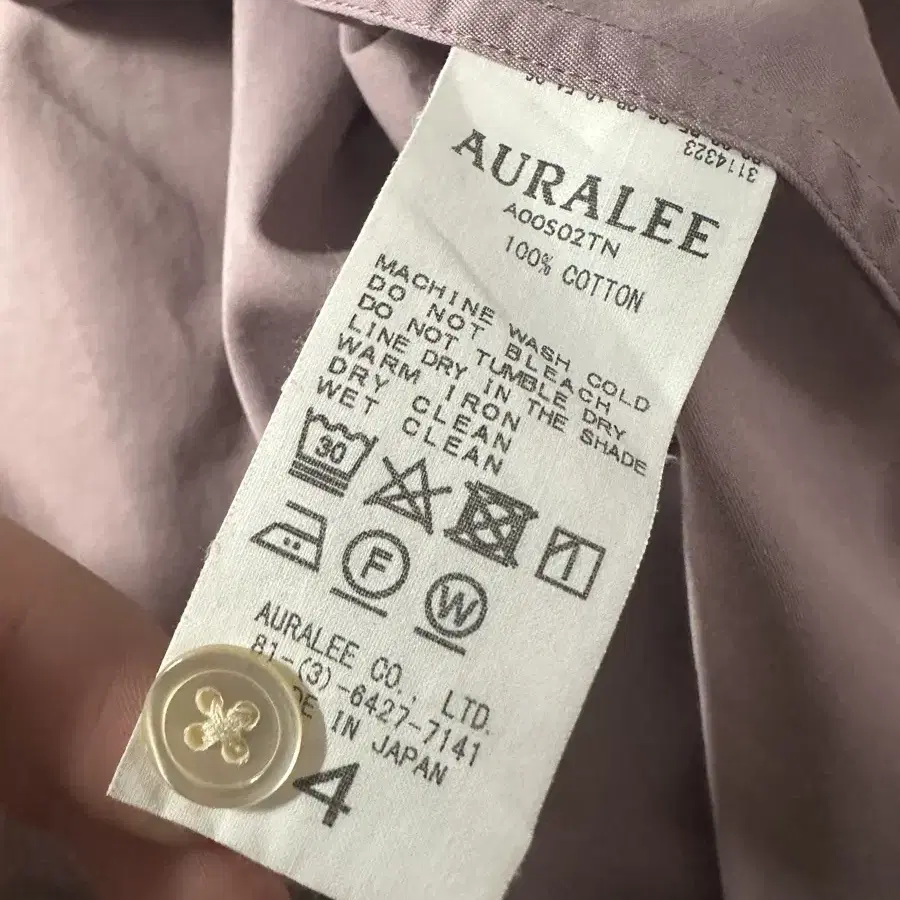 3114323
AURALEE
A00S02TN
100% COTTON
MACHINE WASH COLD
DO NOT BLEACH
DO NOT TUMBLE DRY
LINE DRY IN THE SHADE
WARM IRON
DRY CLEAN
WET CLEAN
30
F
W
AURALEE CO., LTD.
81-(3)-6427-7141
DE IN JAPAN
4